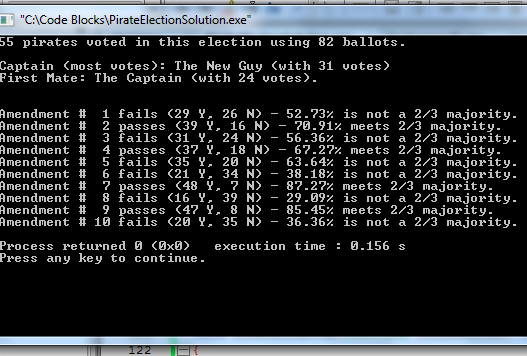 "C:\Code Blocks\PirateElectionSolution.exe"
55 pirates voted in this election using 82 ballots.
Captain (most votes): The New Guy (with 31 votes)
First Mate: The Captain (with 24 votes).
Amendment #  1 fails (29 Y, 26 N) - 52.73% is not a 2/3 majority.
Amendment #  2 passes (39 Y, 16 N) - 70.91% meets 2/3 majority.
Amendment #  3 fails (31 Y, 24 N) - 56.36% is not a 2/3 majority.
Amendment #  4 passes (37 Y, 18 N) - 67.27% meets 2/3 majority.
Amendment #  5 fails (35 Y, 20 N) - 63.64% is not a 2/3 majority.
Amendment #  6 fails (21 Y, 34 N) - 38.18% is not a 2/3 majority.
Amendment #  7 passes (48 Y, 7 N) - 87.27% meets 2/3 majority.
Amendment #  8 fails (16 Y, 39 N) - 29.09% is not a 2/3 majority.
Amendment #  9 passes (47 Y, 8 N) - 85.45% meets 2/3 majority.
Amendment # 10 fails (20 Y, 35 N) - 36.36% is not a 2/3 majority.
Process returned 0 (0x0)   execution time : 0.156 s
Press any key to continue.
122 {